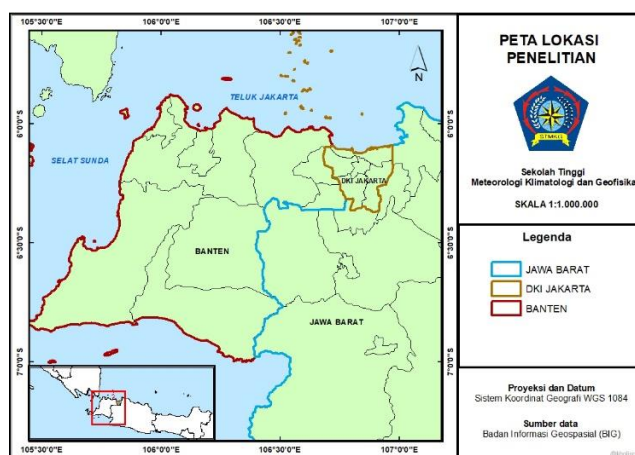 105°30'0"E 106°0'0"E 106°30'0"E 107°0'0"E
6°0'0"S
6°30'0"S
7°0'0"S
TELUK JAKARTA
N
SELAT SUNDA
DKI JAKARTA
BANTEN
JAWA BARAT
6°0'0"S
6°30'0"S
7°0'0"S
105°30'0"E 106°0'0"E 106°30'0"E 107°0'0"E
PETA LOKASI
PENELITIAN
STMKG
Sekolah Tinggi
Meteorologi Klimatologi dan Geofisika
SKALA 1:1.000.000
Legenda
JAWA BARAT
DKI JAKARTA
BANTEN
Proyeksi dan Datum
Sistem Koordinat Geografi WGS 1084
Sumber data
Badan Informasi Geospasial (BIG)